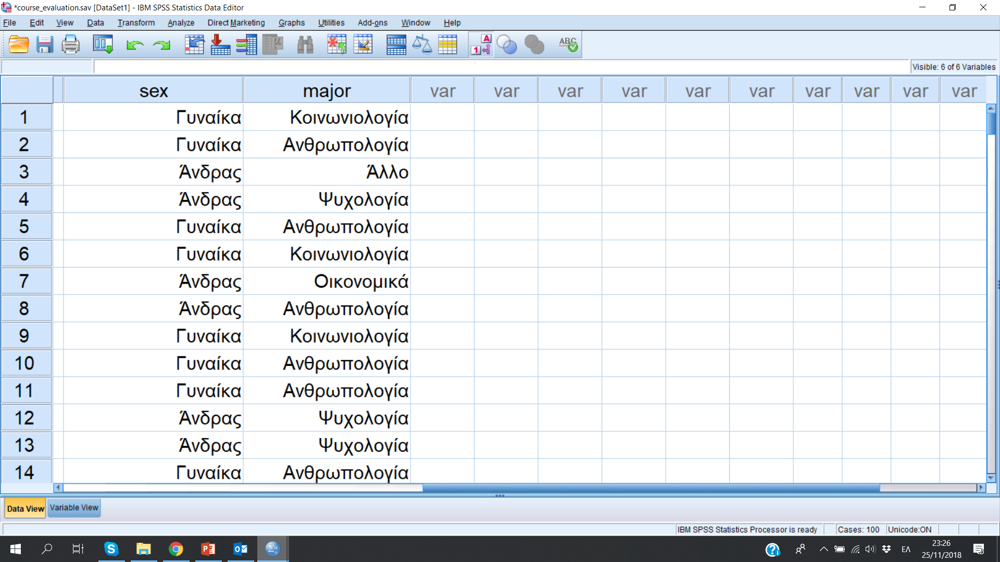 *course_evaluation.sav [DataSet1] - IBM SPSS Statistics Data Editor
File Edit View Data Transform Analyze Direct Marketing Graphs Utilities Add-ons Window Help
Visible: 6 of 6 Variables
sex major var var var var var var var var var var
1 Γυναίκα Κοινωνιολογία
2 Γυναίκα Ανθρωπολογία
3 Άνδρας Άλλο
4 Άνδρας Ψυχολογία
5 Γυναίκα Ανθρωπολογία
6 Γυναίκα Κοινωνιολογία
7 Άνδρας Οικονομικά
8 Άνδρας Ανθρωπολογία
9 Γυναίκα Κοινωνιολογία
10 Γυναίκα Ανθρωπολογία
11 Γυναίκα Ανθρωπολογία
12 Άνδρας Ψυχολογία
13 Άνδρας Ψυχολογία
14 Γυναίκα Ανθρωπολογία
Data View Variable View
IBM SPSS Statistics Processor is ready Cases: 100 Unicode:ON
ΕΛ 23:26
25/11/2018